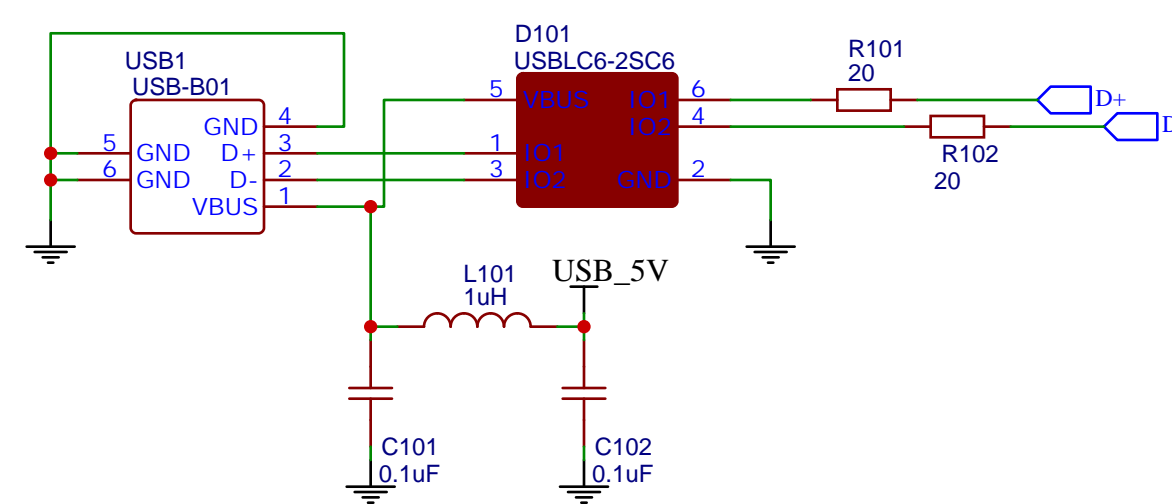 USB1
USB-B01
GND 4
5 GND D+ 3
6 GND D- 2
VBUS 1
D101
USBLC6-2SC6
5 VBUS IO1 6
IO2 4
1 IO1
3 IO2 GND 2
R101
20
D+
R102
20
D
L101
1uH
USB_5V
C101
0.1uF
C102
0.1uF